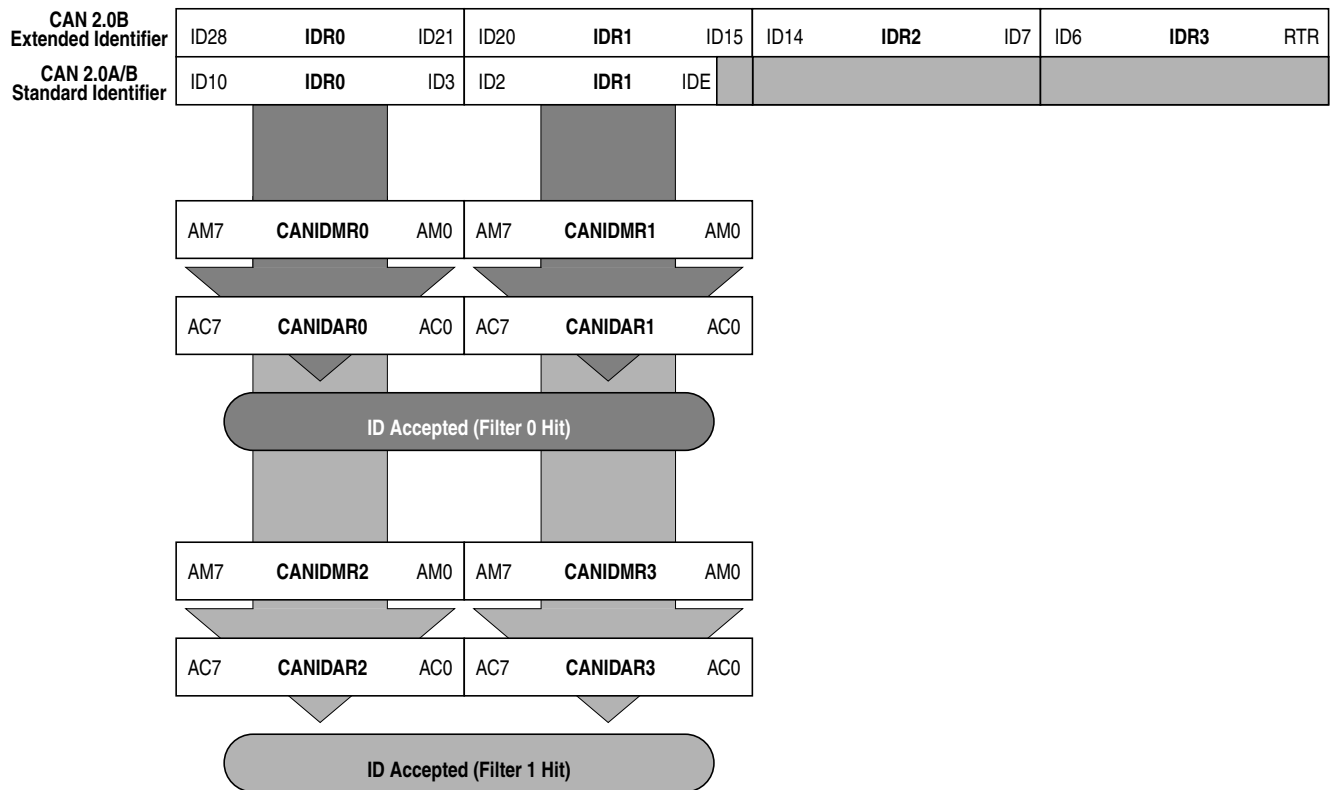 CAN 2.0B
Extended Identifier
ID28 IDR0 ID21 ID20 IDR1 ID15 ID14 IDR2 ID7 ID6 IDR3 RTR
CAN 2.0A/B
Standard Identifier
ID10 IDR0 ID3 ID2 IDR1 IDE
AM7 CANIDMR0 AM0 AM7 CANIDMR1 AM0
AC7 CANIDAR0 AC0 AC7 CANIDAR1 AC0
ID Accepted (Filter 0 Hit)
AM7 CANIDMR2 AM0 AM7 CANIDMR3 AM0
AC7 CANIDAR2 AC0 AC7 CANIDAR3 AC0
ID Accepted (Filter 1 Hit)